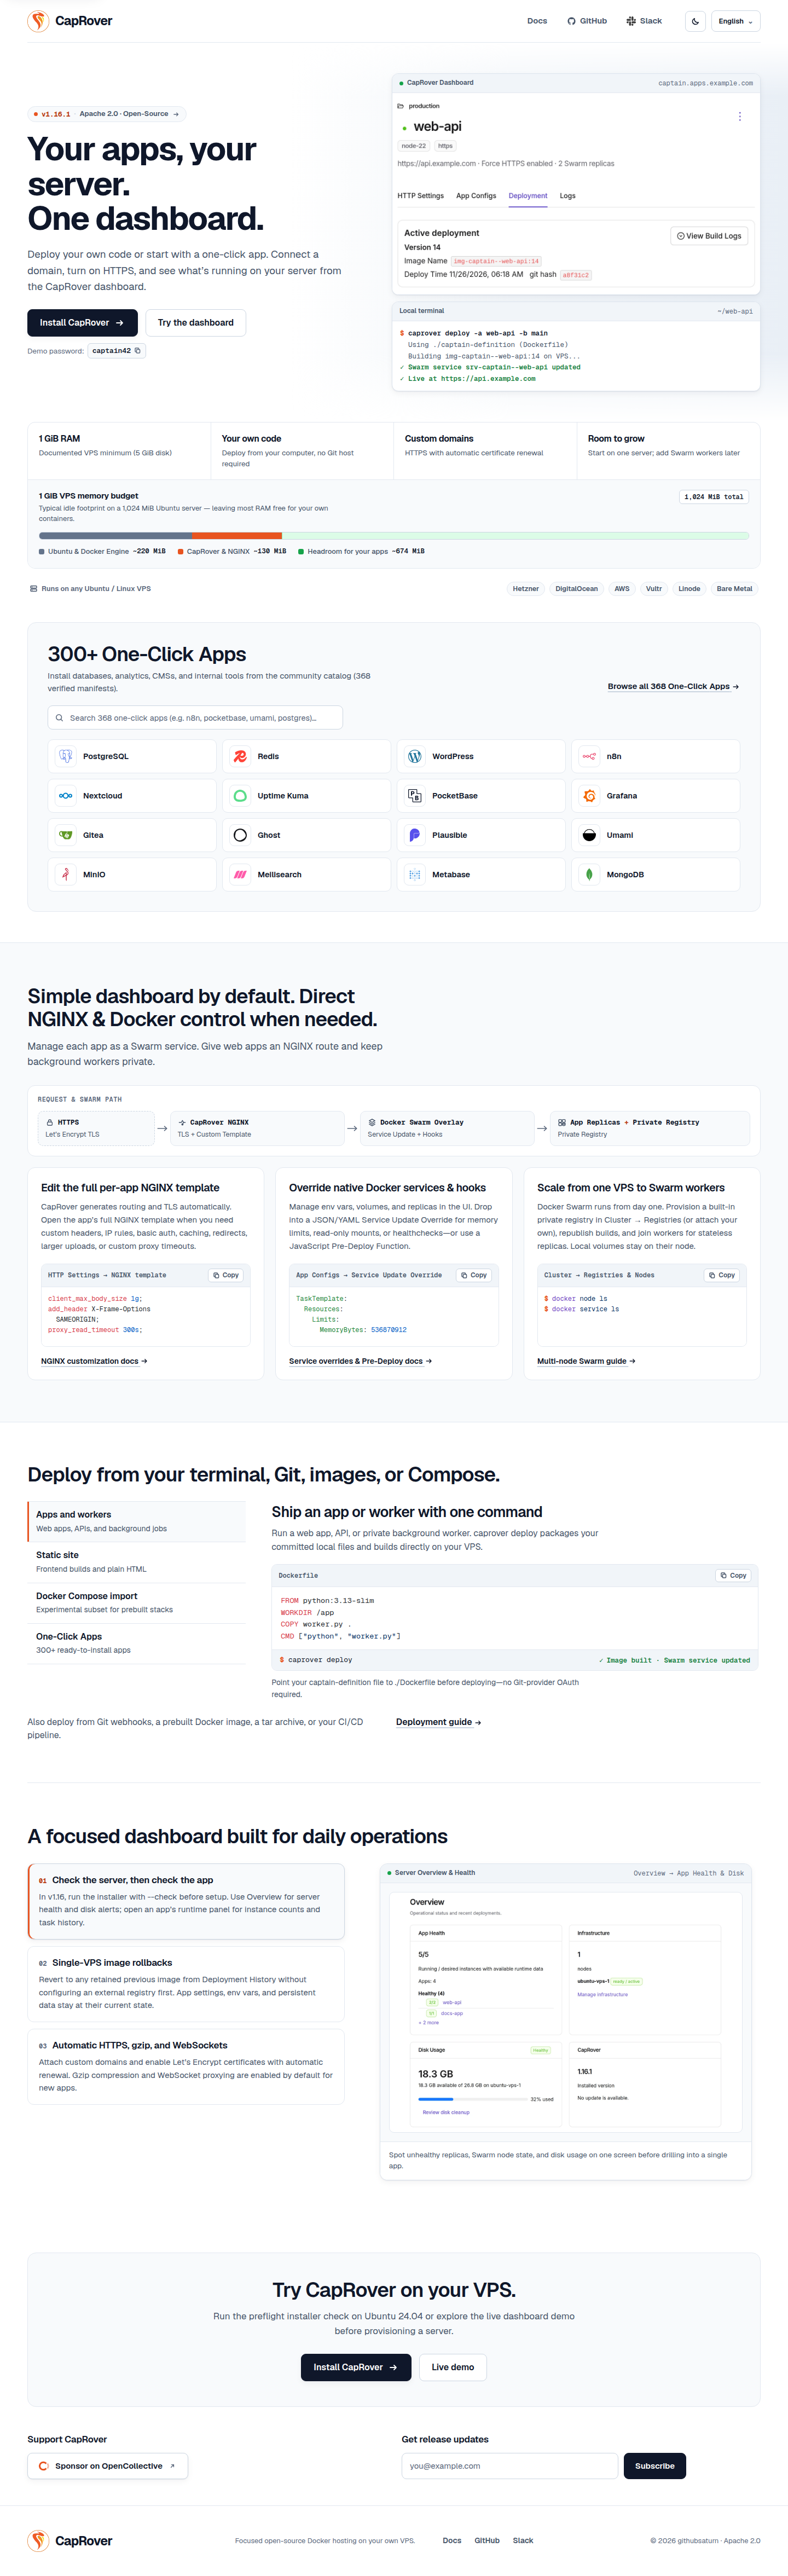 CapRover
Docs
GitHub
Slack
English
v1.16.1 · Apache 2.0 · Open-Source →
Your apps, your
server.
One dashboard.
Deploy your own code or start with a one-click app. Connect a
domain, turn on HTTPS, and see what's running on your server from
the CapRover dashboard.
Install CapRover →
Try the dashboard
Demo password: captain42
CapRover Dashboard
captain.apps.example.com
production
web-api
node-22
https
https://api.example.com · Force HTTPS enabled · 2 Swarm replicas
HTTP Settings
App Configs
Deployment
Logs
Active deployment
View Build Logs
Version 14
Image Name img-captain--web-api:14
Deploy Time 11/26/2026, 06:18 AM git hash a8f31c2
Local terminal
~/web-api
$ caprover deploy -a web-api -b main
Using ./captain-definition (Dockerfile)
Building img-captain--web-api:14 on VPS...
✓ Swarm service srv-captain--web-api updated
✓ Live at https://api.example.com
1 GiB RAM
Documented VPS minimum (5 GiB disk)
Your own code
Deploy from your computer, no Git host
required
Custom domains
HTTPS with automatic certificate renewal
Room to grow
Start on one server; add Swarm workers later
1 GiB VPS memory budget
Typical idle footprint on a 1,024 MiB Ubuntu server — leaving most RAM free for your own
containers.
1,024 MiB total
Ubuntu & Docker Engine ~220 MiB
CapRover & NGINX ~130 MiB
Headroom for your apps ~674 MiB
Runs on any Ubuntu / Linux VPS
Hetzner
DigitalOcean
AWS
Vultr
Linode
Bare Metal
300+ One-Click Apps
Install databases, analytics, CMSs, and internal tools from the community catalog (368
verified manifests).
Browse all 368 One-Click Apps →
Search 368 one-click apps (e.g. n8n, pocketbase, umami, postgres)...
PostgreSQL
Redis
WordPress
n8n
Nextcloud
Uptime Kuma
PocketBase
Grafana
Gitea
Ghost
Plausible
Umami
MinIO
Meilisearch
Metabase
MongoDB
Simple dashboard by default. Direct
NGINX & Docker control when needed.
Manage each app as a Swarm service. Give web apps an NGINX route and keep
background workers private.
REQUEST & SWARM PATH
HTTPS
Let's Encrypt TLS
→
CapRover NGINX
TLS + Custom Template
→
Docker Swarm Overlay
Service Update + Hooks
→
App Replicas + Private Registry
Private Registry
Edit the full per-app NGINX template
CapRover generates routing and TLS automatically.
Open the app's full NGINX template when you need
custom headers, IP rules, basic auth, caching, redirects,
larger uploads, or custom proxy timeouts.
HTTP Settings → NGINX template
Copy
client_max_body_size 1g;
add_header X-Frame-Options
SAMEORIGIN;
proxy_read_timeout 300s;
NGINX customization docs →
Override native Docker services & hooks
Manage env vars, volumes, and replicas in the UI. Drop
into a JSON/YAML Service Update Override for memory
limits, read-only mounts, or healthchecks—or use a
JavaScript Pre-Deploy Function.
App Configs → Service Update Override
Copy
TaskTemplate:
Resources:
Limits:
MemoryBytes: 536870912
Service overrides & Pre-Deploy docs →
Scale from one VPS to Swarm workers
Docker Swarm runs from day one. Provision a built-in
private registry in Cluster → Registries (or attach your
own), republish builds, and join workers for stateless
replicas. Local volumes stay on their node.
Cluster → Registries & Nodes
Copy
$ docker node ls
$ docker service ls
Multi-node Swarm guide →
Deploy from your terminal, Git, images, or Compose.
Apps and workers
Web apps, APIs, and background jobs
Static site
Frontend builds and plain HTML
Docker Compose import
Experimental subset for prebuilt stacks
One-Click Apps
300+ ready-to-install apps
Ship an app or worker with one command
Run a web app, API, or private background worker. caprover deploy packages your
committed local files and builds directly on your VPS.
Dockerfile
Copy
FROM python:3.13-slim
WORKDIR /app
COPY worker.py .
CMD ["python", "worker.py"]
$ caprover deploy
✓ Image built · Swarm service updated
Point your captain-definition file to ./Dockerfile before deploying—no Git-provider OAuth
required.
Also deploy from Git webhooks, a prebuilt Docker image, a tar archive, or your CI/CD
pipeline.
Deployment guide →
A focused dashboard built for daily operations
01 Check the server, then check the app
In v1.16, run the installer with --check before setup. Use Overview for server
health and disk alerts; open an app's runtime panel for instance counts and
task history.
02 Single-VPS image rollbacks
Revert to any retained previous image from Deployment History without
configuring an external registry first. App settings, env vars, and persistent
data stay at their current state.
03 Automatic HTTPS, gzip, and WebSockets
Attach custom domains and enable Let's Encrypt certificates with automatic
renewal. Gzip compression and WebSocket proxying are enabled by default for
new apps.
Server Overview & Health
Overview → App Health & Disk
Overview
Operational status and recent deployments.
App Health
5/5
Running / desired instances with available runtime data
Apps: 4
Healthy (4)
web-api
docs-app
+ 2 more
Infrastructure
1
nodes
ubuntu-vps-1 ready / active
Manage infrastructure
Disk Usage
Healthy
18.3 GB
18.3 GB available of 26.8 GB on ubuntu-vps-1
32% used
Review disk cleanup
CapRover
1.16.1
Installed version
No update is available.
Spot unhealthy replicas, Swarm node state, and disk usage on one screen before drilling into a single
app.
Try CapRover on your VPS.
Run the preflight installer check on Ubuntu 24.04 or explore the live dashboard demo
before provisioning a server.
Install CapRover →
Live demo
Support CapRover
Sponsor on OpenCollective ↗
Get release updates
you@example.com
Subscribe
CapRover
Focused open-source Docker hosting on your own VPS.
Docs
GitHub
Slack
© 2026 githubsaturn · Apache 2.0